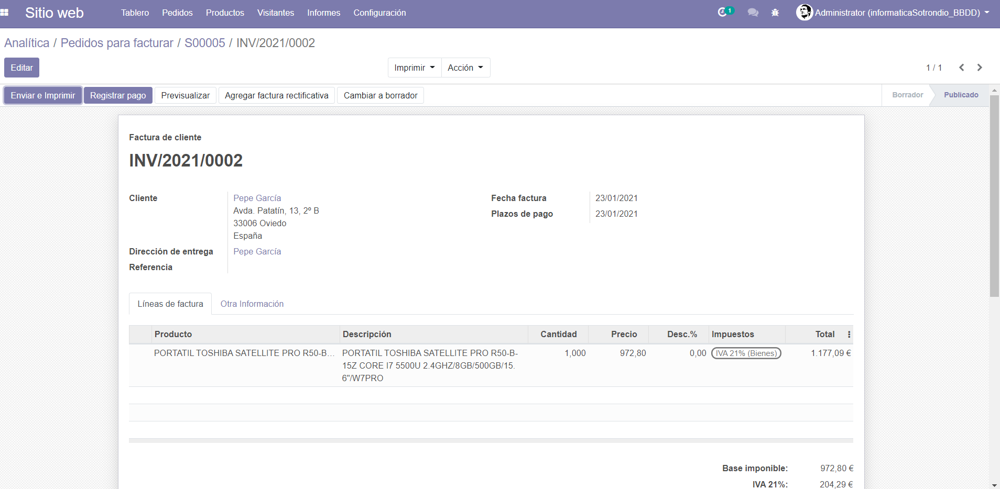 Sitio web Tablero Pedidos Productos Visitantes Informes Configuración 1 Administrator (informaticaSotrondio_BBDD)
Analítica / Pedidos para facturar / S00005 / INV/2021/0002
Editar Imprimir Acción 1 / 1
Enviar e Imprimir Registrar pago Previsualizar Agregar factura rectificativa Cambiar a borrador Borrador Publicado
Factura de cliente
INV/2021/0002
Cliente Pepe García Fecha factura 23/01/2021
Avda. Patatín, 13, 2º B Plazos de pago 23/01/2021
33006 Oviedo
España
Dirección de entrega Pepe García
Referencia
Líneas de factura Otra Información
Producto Descripción Cantidad Precio Desc.% Impuestos Total
PORTATIL TOSHIBA SATELLITE PRO R50-B... PORTATIL TOSHIBA SATELLITE PRO R50-B- 1,000 972,80 0,00 IVA 21% (Bienes) 1.177,09 €
15Z CORE I7 5500U 2.4GHZ/8GB/500GB/15.
6"/W7PRO
Base imponible: 972,80 €
IVA 21%: 204,29 €